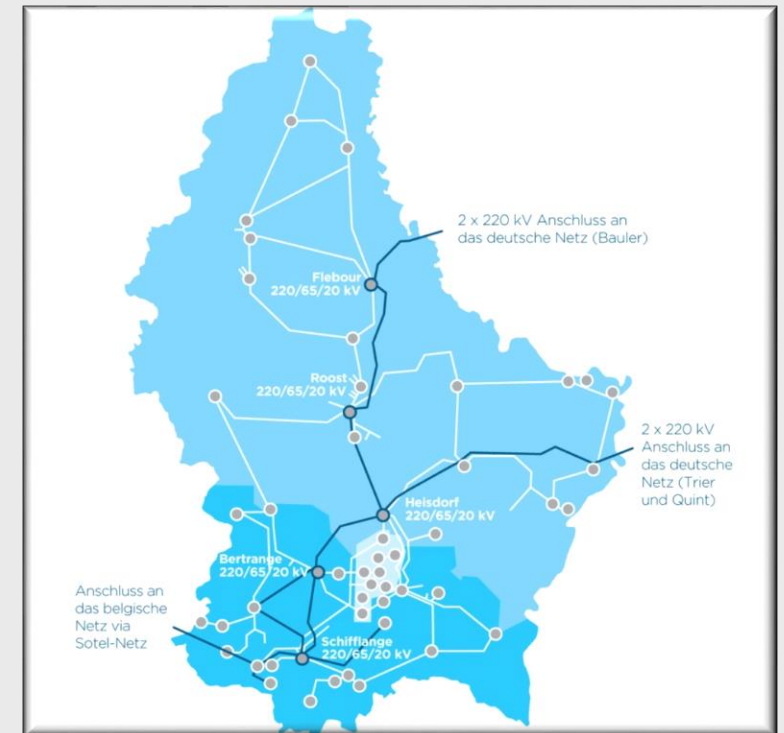 2 x 220 kV Anschluss an
das deutsche Netz (Bauler)
Flebour
220/65/20 kV
Roost
220/65/20 kV
2 x 220 kV
Anschluss an
das deutsche
Netz (Trier
und Quint)
Heisdorf
220/65/20 kV
Bertrange
220/65/20 kV
Anschluss an
das belgische
Netz via
Sotel-Netz
Schifflange
220/65/20 kV